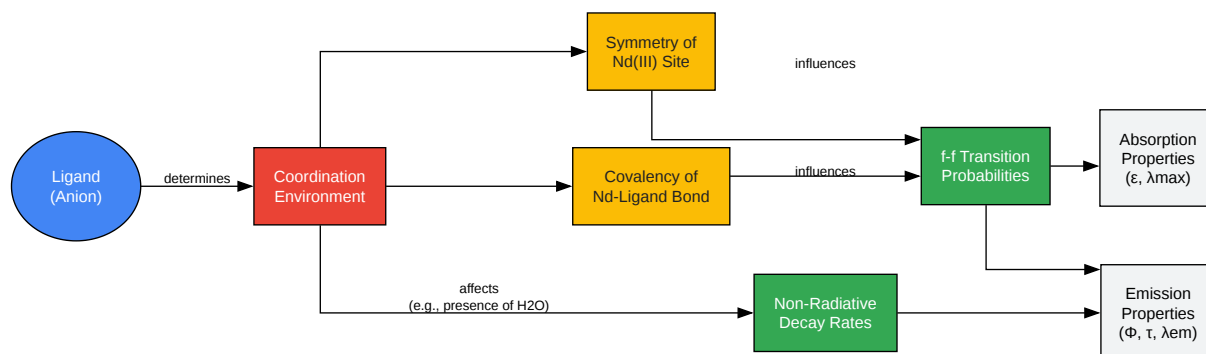 Symmetry of
Nd(III) Site
influences
Ligand
(Anion)
determines
Coordination
Environment
Covalency of
Nd-Ligand Bond
influences
f-f Transition
Probabilities
Absorption
Properties
(ε, λmax)
affects
(e.g., presence of H2O)
Non-Radiative
Decay Rates
Emission
Properties
(Φ, τ, λem)